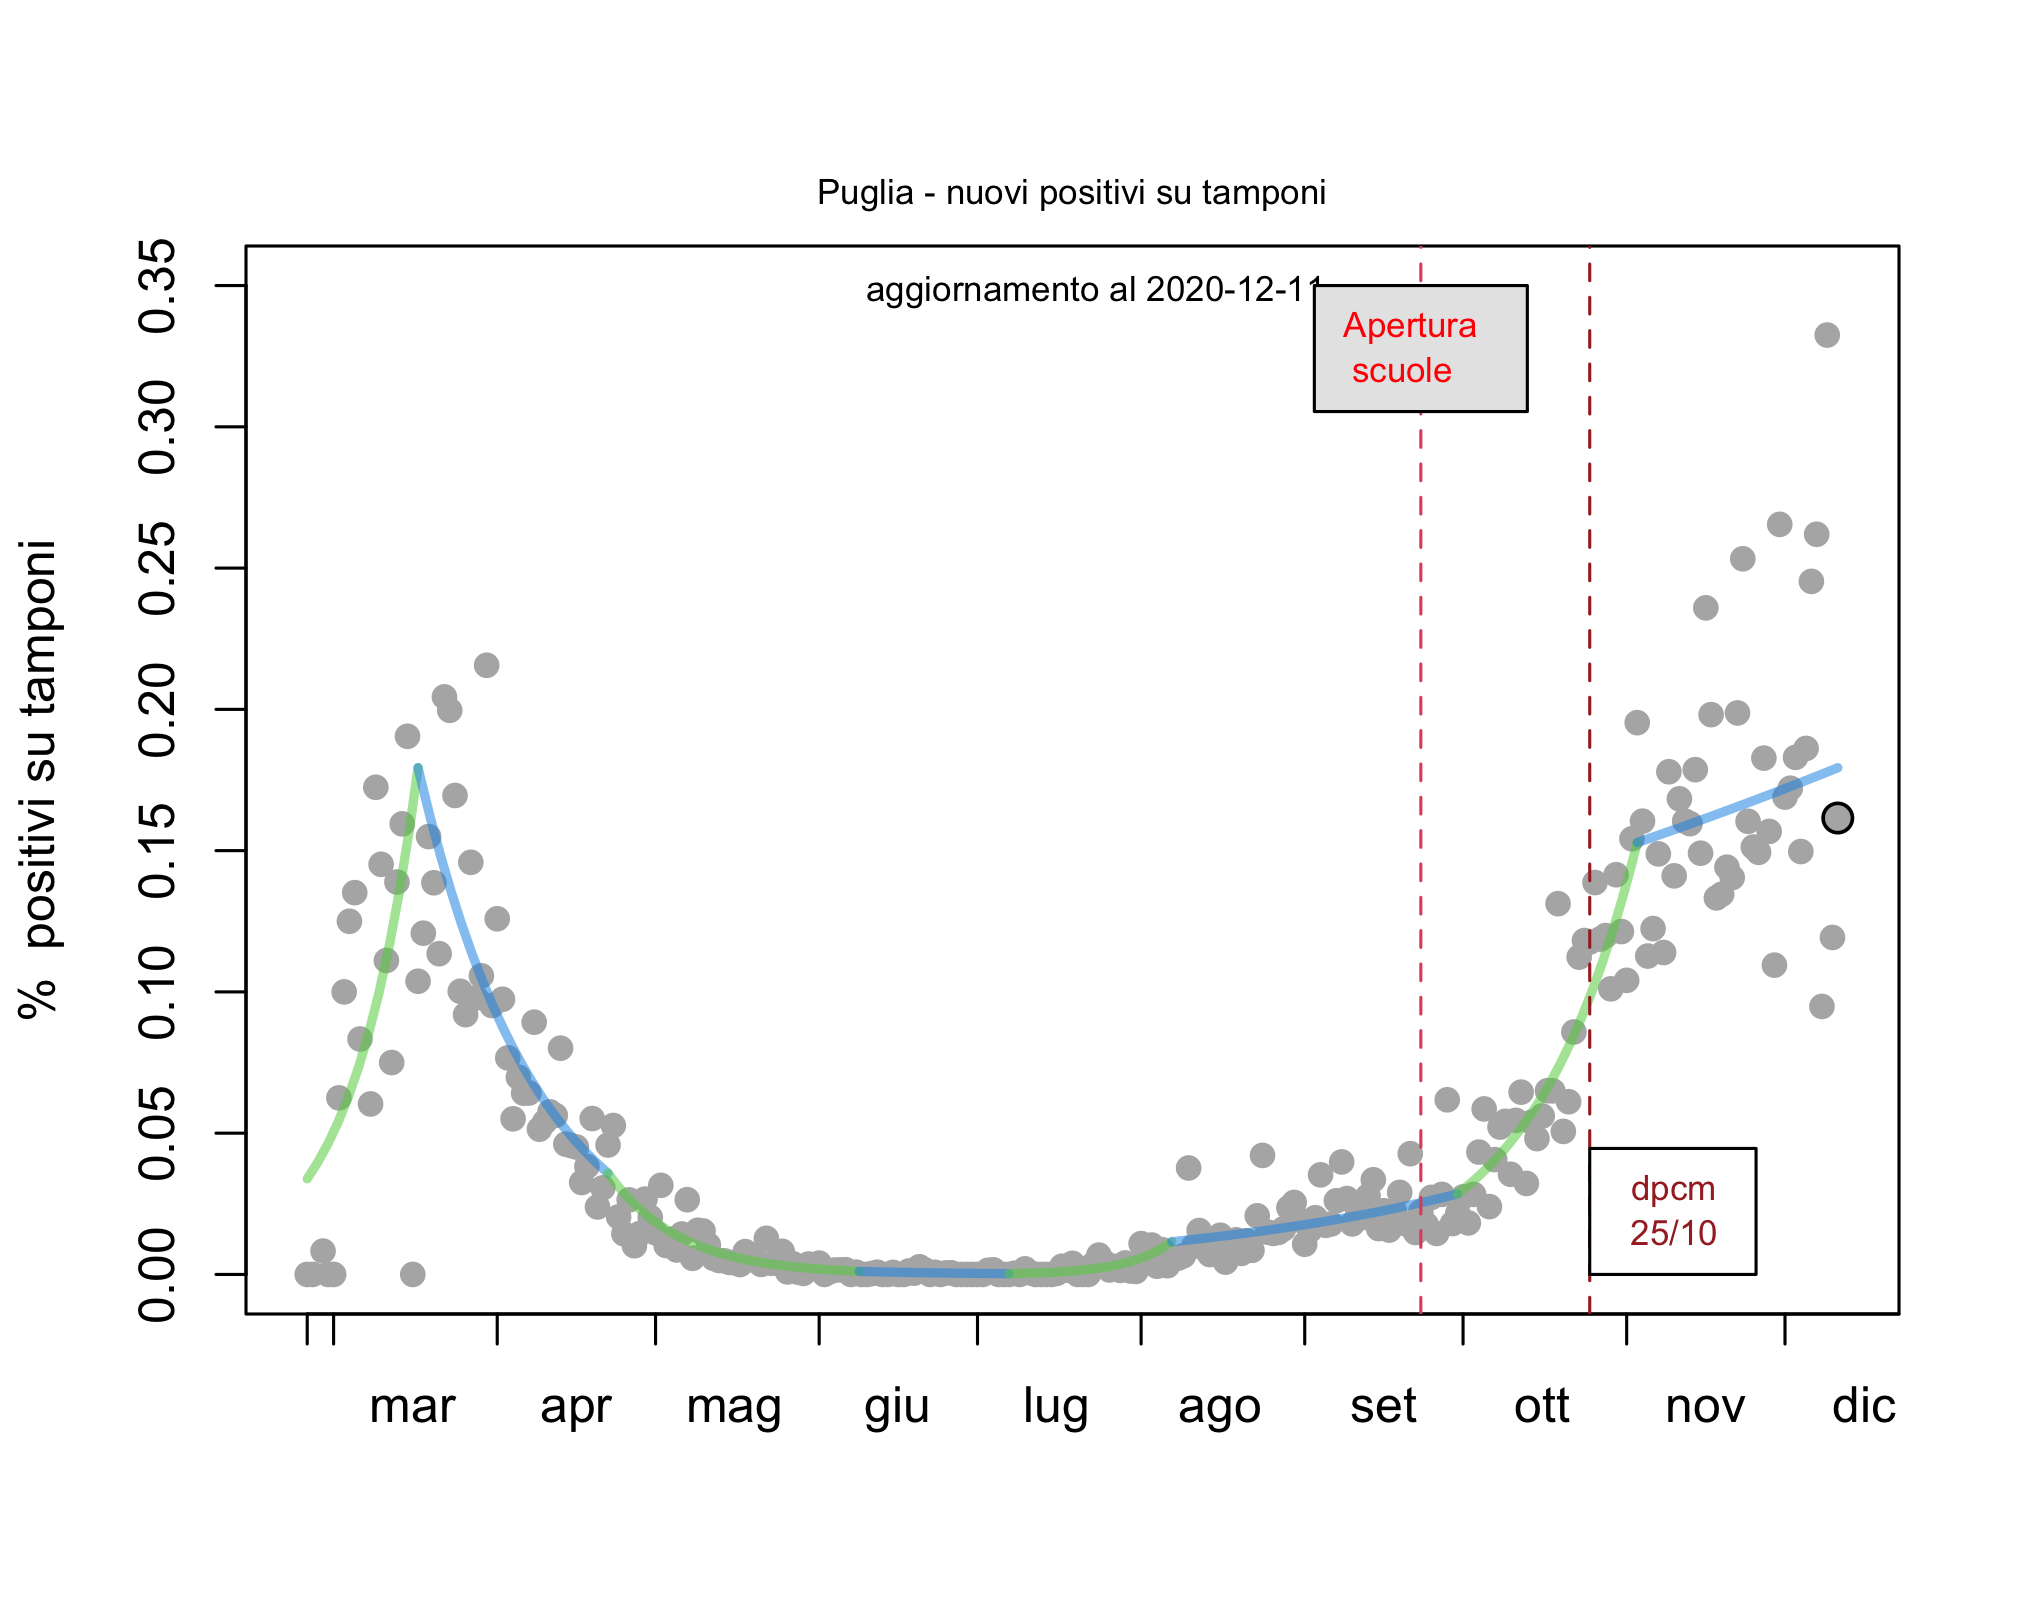 Puglia - nuovi positivi su tamponi
aggiornamento al 2020-12-11
Apertura
scuole
dpcm
25/10
% positivi su tamponi
0.35
0.30
0.25
0.20
0.15
0.10
0.05
0.00
mar apr mag giu lug ago set ott nov dic